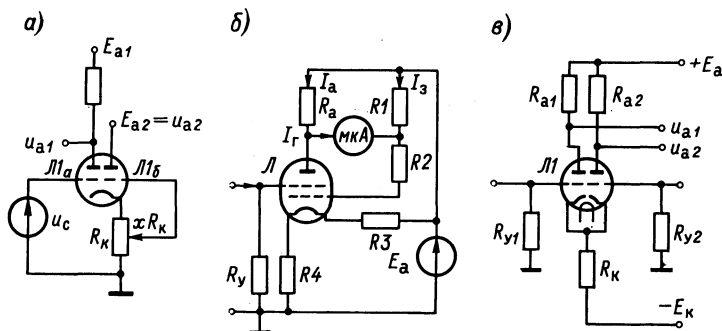 а)
Eа1
uа1
Eа2=uа2
Л1а
Л1б
uс
Rк
xRк
б)
Iа
Iз
Rа
R1
Iг
мкА
R2
Л
R3
Rу
R4
Eа
в)
+Eа
Rа1
Rа2
uа1
uа2
Л1
Rу1
Rу2
Rк
−Eк